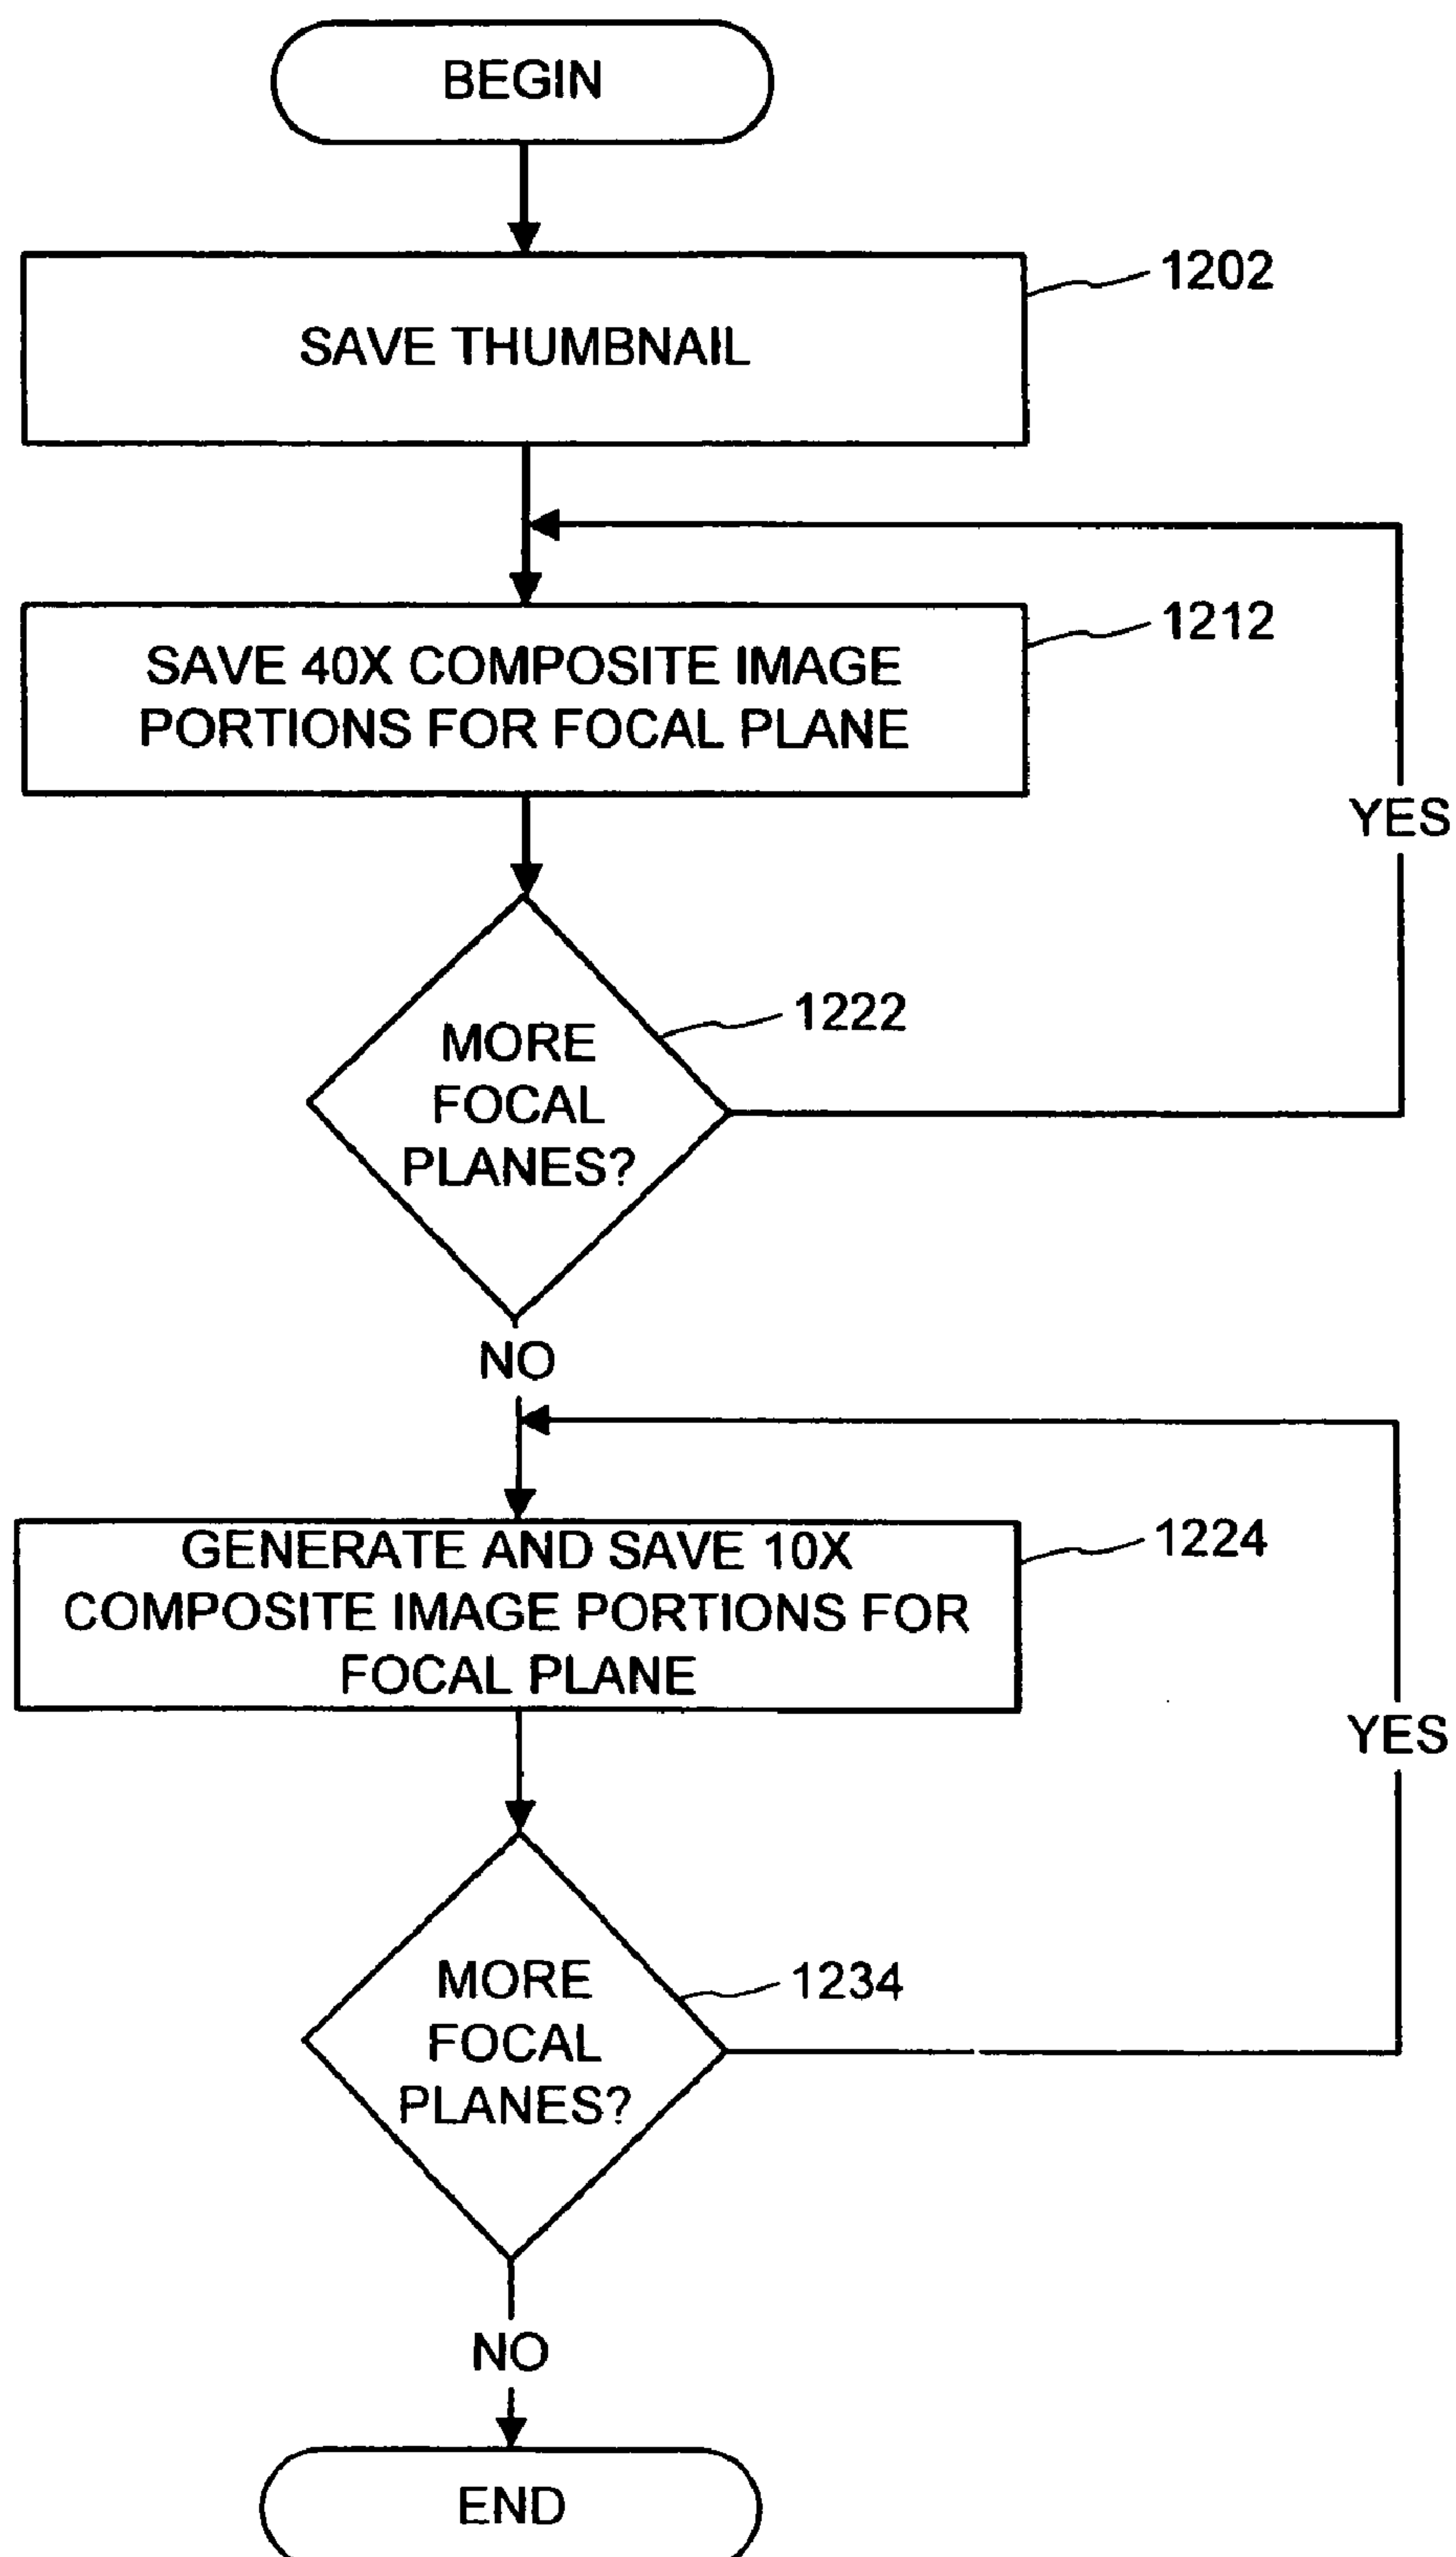 BEGIN
1202
SAVE THUMBNAIL
1212
SAVE 40X COMPOSITE IMAGE
PORTIONS FOR FOCAL PLANE
YES
1222
MORE
FOCAL
PLANES?
NO
1224
GENERATE AND SAVE 10X
COMPOSITE IMAGE PORTIONS FOR
FOCAL PLANE
YES
1234
MORE
FOCAL
PLANES?
NO
END